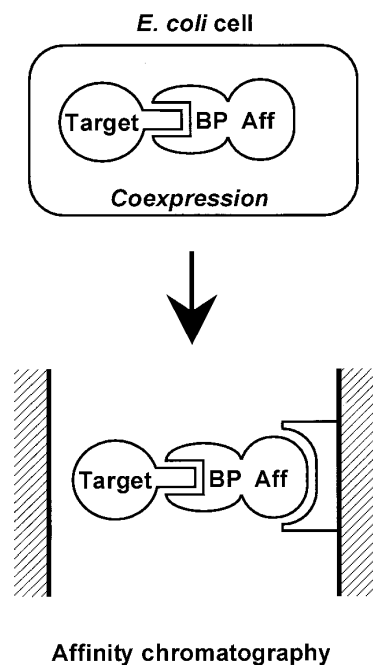 E. coli cell
Target BP Aff
Coexpression
Target BP Aff
Affinity chromatography